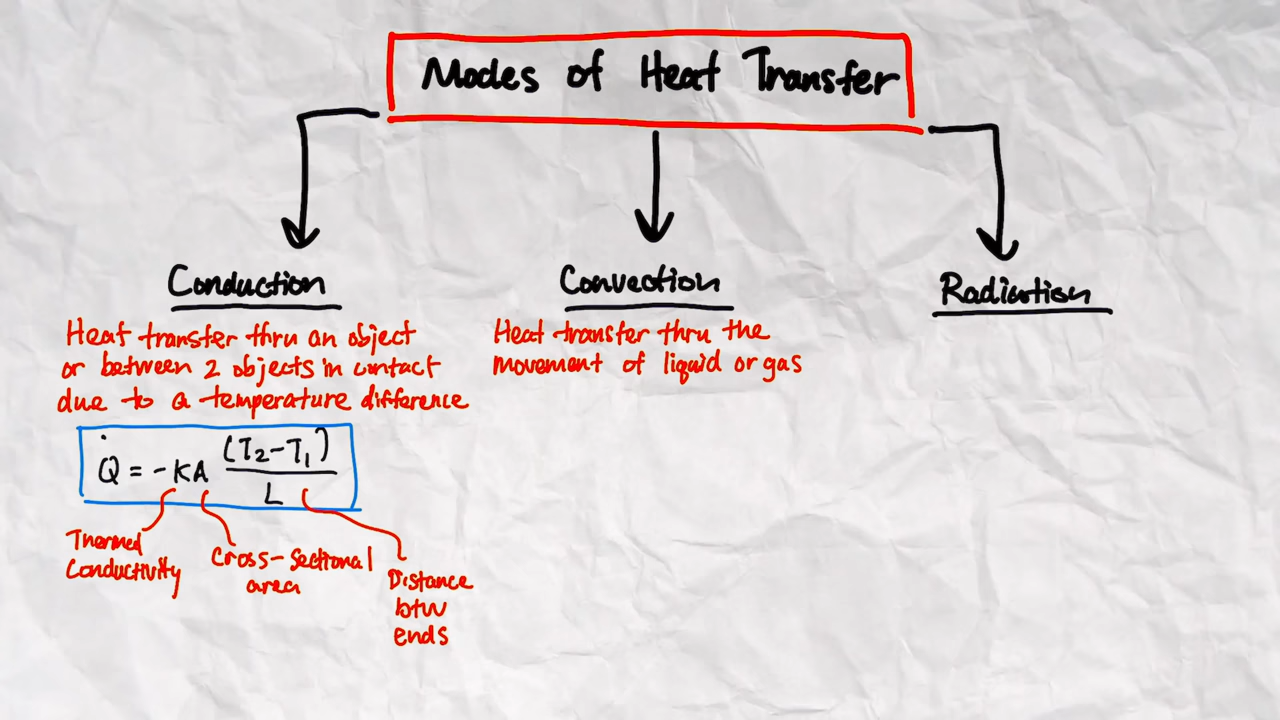 Modes of Heat Transfer
Conduction
Heat transfer thru an object
or between 2 objects in contact
due to a temperature difference
Q̇ = -KA (T₂-T₁)/L
Thermal
Conductivity
Cross-sectional
area
Distance
btw
ends
Convection
Heat transfer thru the
movement of liquid or gas
Radiation